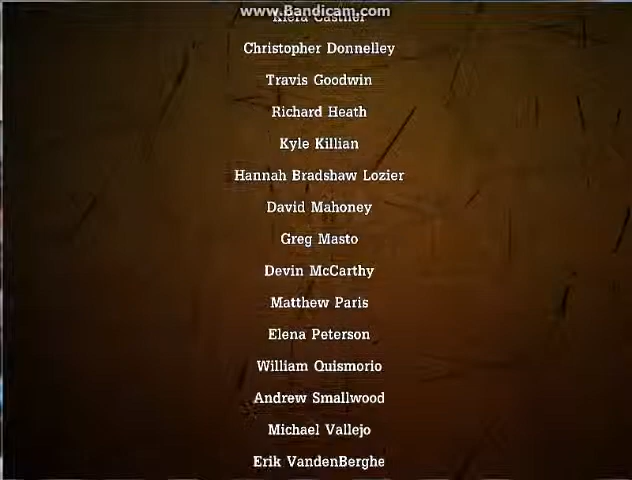 www.Bandicam.com
Christopher Donnelley
Travis Goodwin
Richard Heath
Kyle Killian
Hannah Bradshaw Lozier
David Mahoney
Greg Masto
Devin McCarthy
Matthew Paris
Elena Peterson
William Quismorio
Andrew Smallwood
Michael Vallejo
Erik VandenBerghe